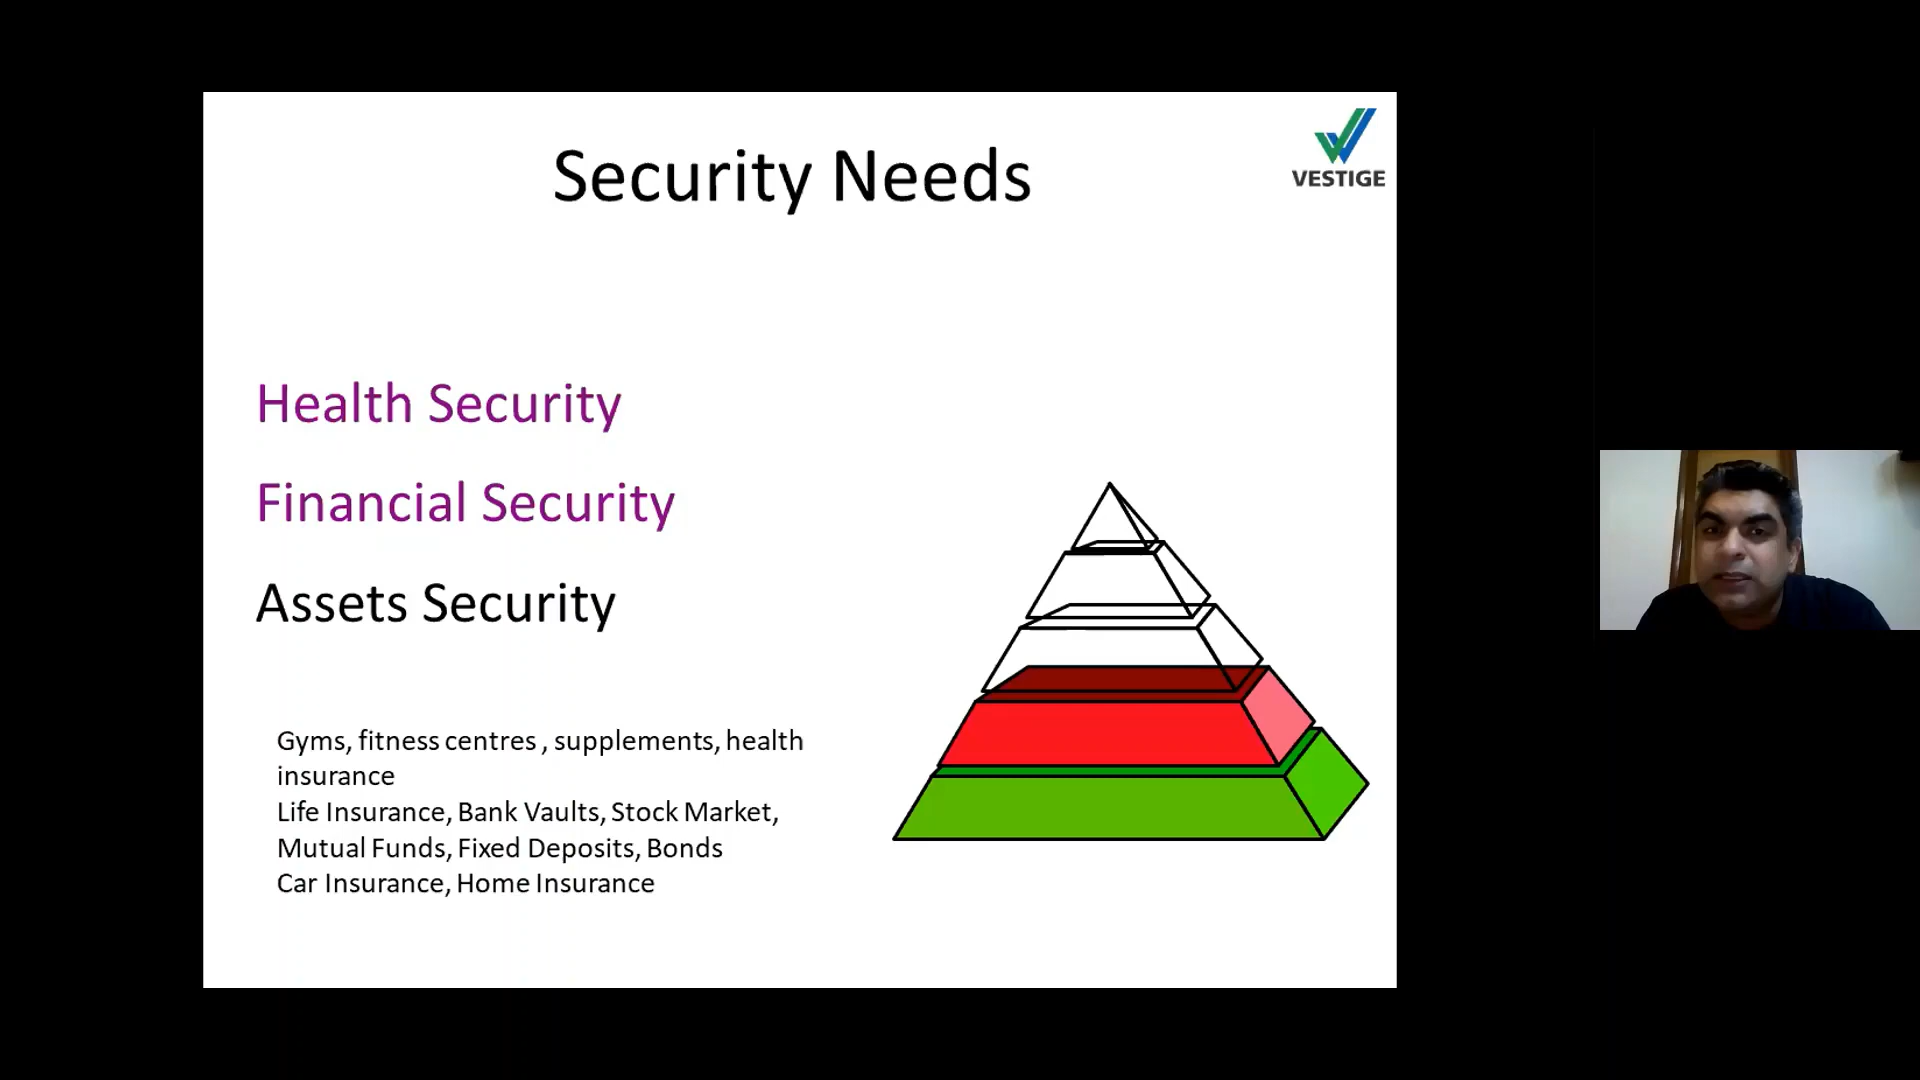 Security Needs
VESTIGE
Health Security
Financial Security
Assets Security
Gyms, fitness centres , supplements, health
insurance
Life Insurance, Bank Vaults, Stock Market,
Mutual Funds, Fixed Deposits, Bonds
Car Insurance, Home Insurance